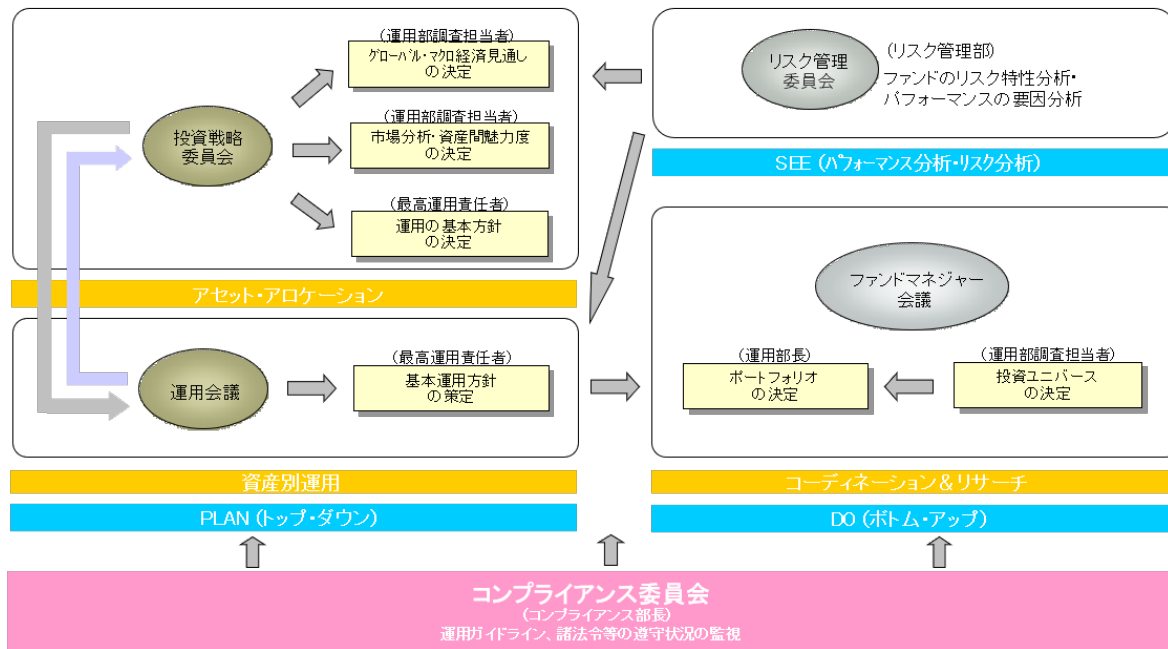 (運用部調査担当者)
グローバル・マクロ経済見通し
の決定
投資戦略
委員会
(運用部調査担当者)
市場分析・資産間魅力度
の決定
(最高運用責任者)
運用の基本方針
の決定
アセット・アロケーション
リスク管理
委員会
(リスク管理部)
ファンドのリスク特性分析・
パフォーマンスの要因分析
SEE (パフォーマンス分析・リスク分析)
運用会議
(最高運用責任者)
基本運用方針
の策定
資産別運用
PLAN (トップ・ダウン)
ファンドマネジャー
会議
(運用部長)
ポートフォリオ
の決定
(運用部調査担当者)
投資ユニバース
の決定
コーディネーション&リサーチ
DO (ボトム・アップ)
コンプライアンス委員会
(コンプライアンス部長)
運用ガイドライン、諸法令等の遵守状況の監視